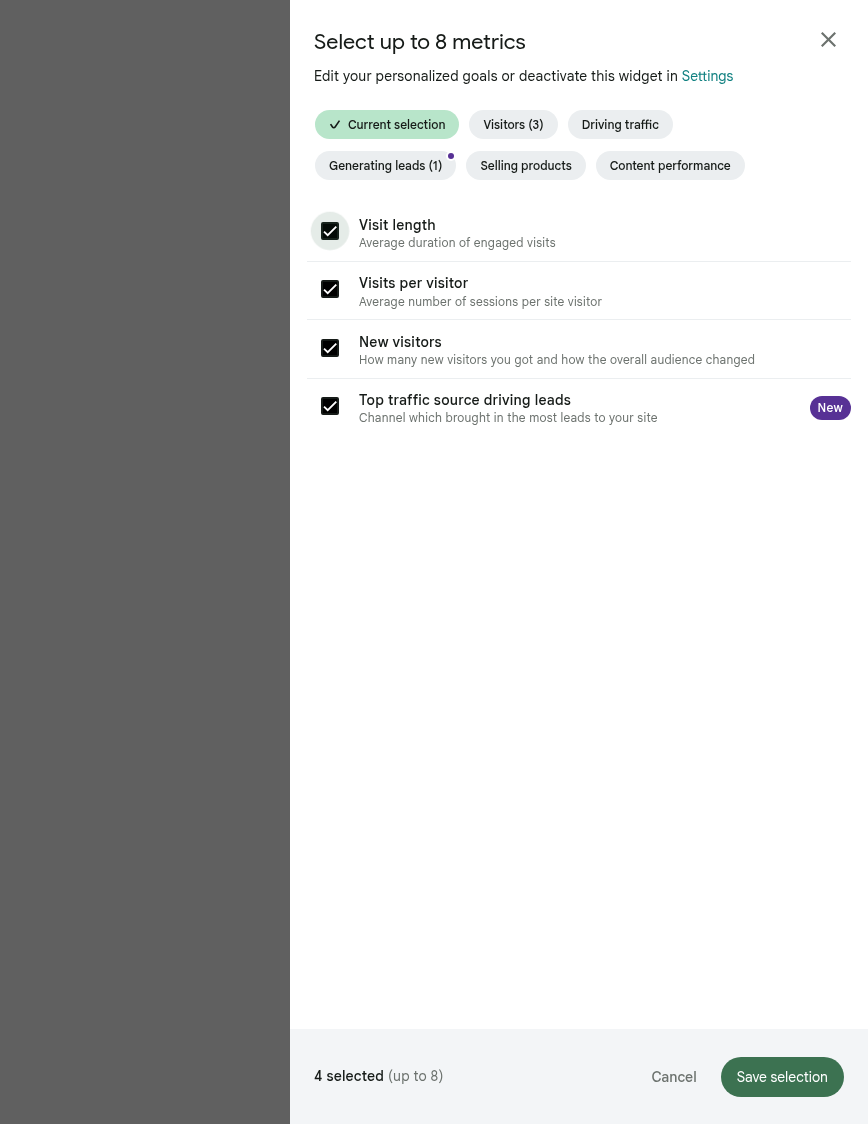 Select up to 8 metrics
Edit your personalized goals or deactivate this widget in Settings
Current selection
Visitors (3)
Driving traffic
Generating leads (1)
Selling products
Content performance
Visit length
Average duration of engaged visits
Visits per visitor
Average number of sessions per site visitor
New visitors
How many new visitors you got and how the overall audience changed
Top traffic source driving leads
New
Channel which brought in the most leads to your site
4 selected (up to 8)
Cancel
Save selection